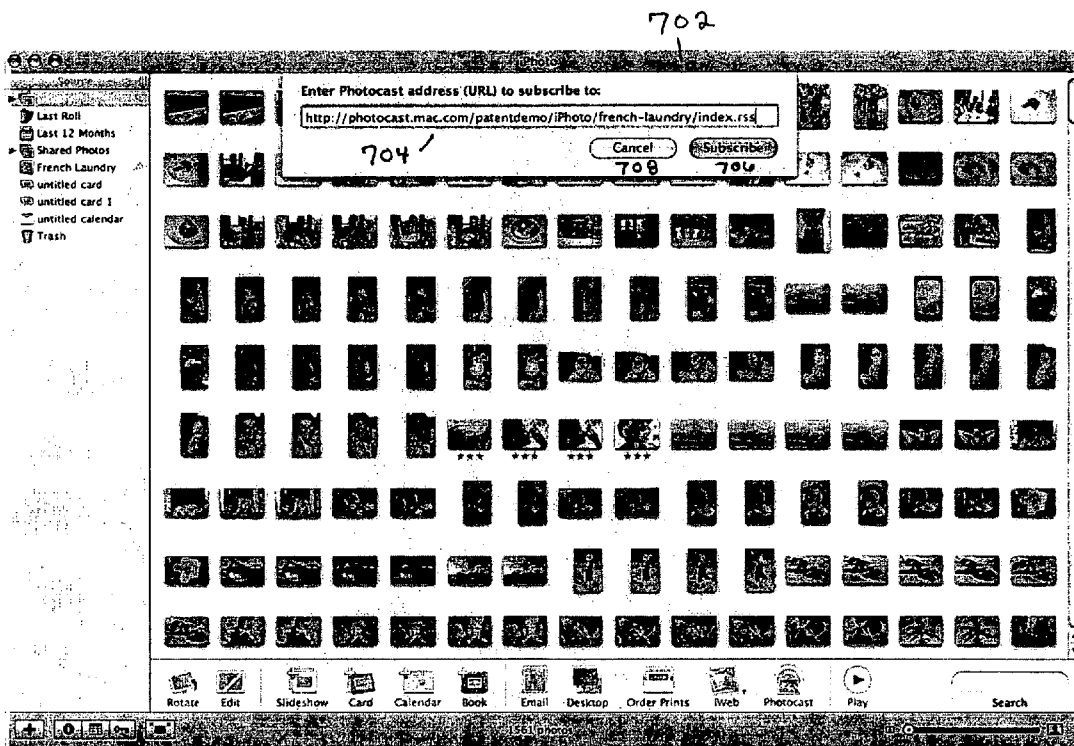 702
iPhoto
Source
Enter Photocast address (URL) to subscribe to:
http://photocast.mac.com/patentdemo/iPhoto/french-laundry/index.rss
704
Cancel
Subscribe
708
706
Last Roll
Last 12 Months
Shared Photos
French Laundry
untitled card
untitled card 1
untitled calendar
Trash
Rotate
Edit
Slideshow
Card
Calendar
Book
Email
Desktop
Order Prints
iWeb
Photocast
Play
Search
561 photos